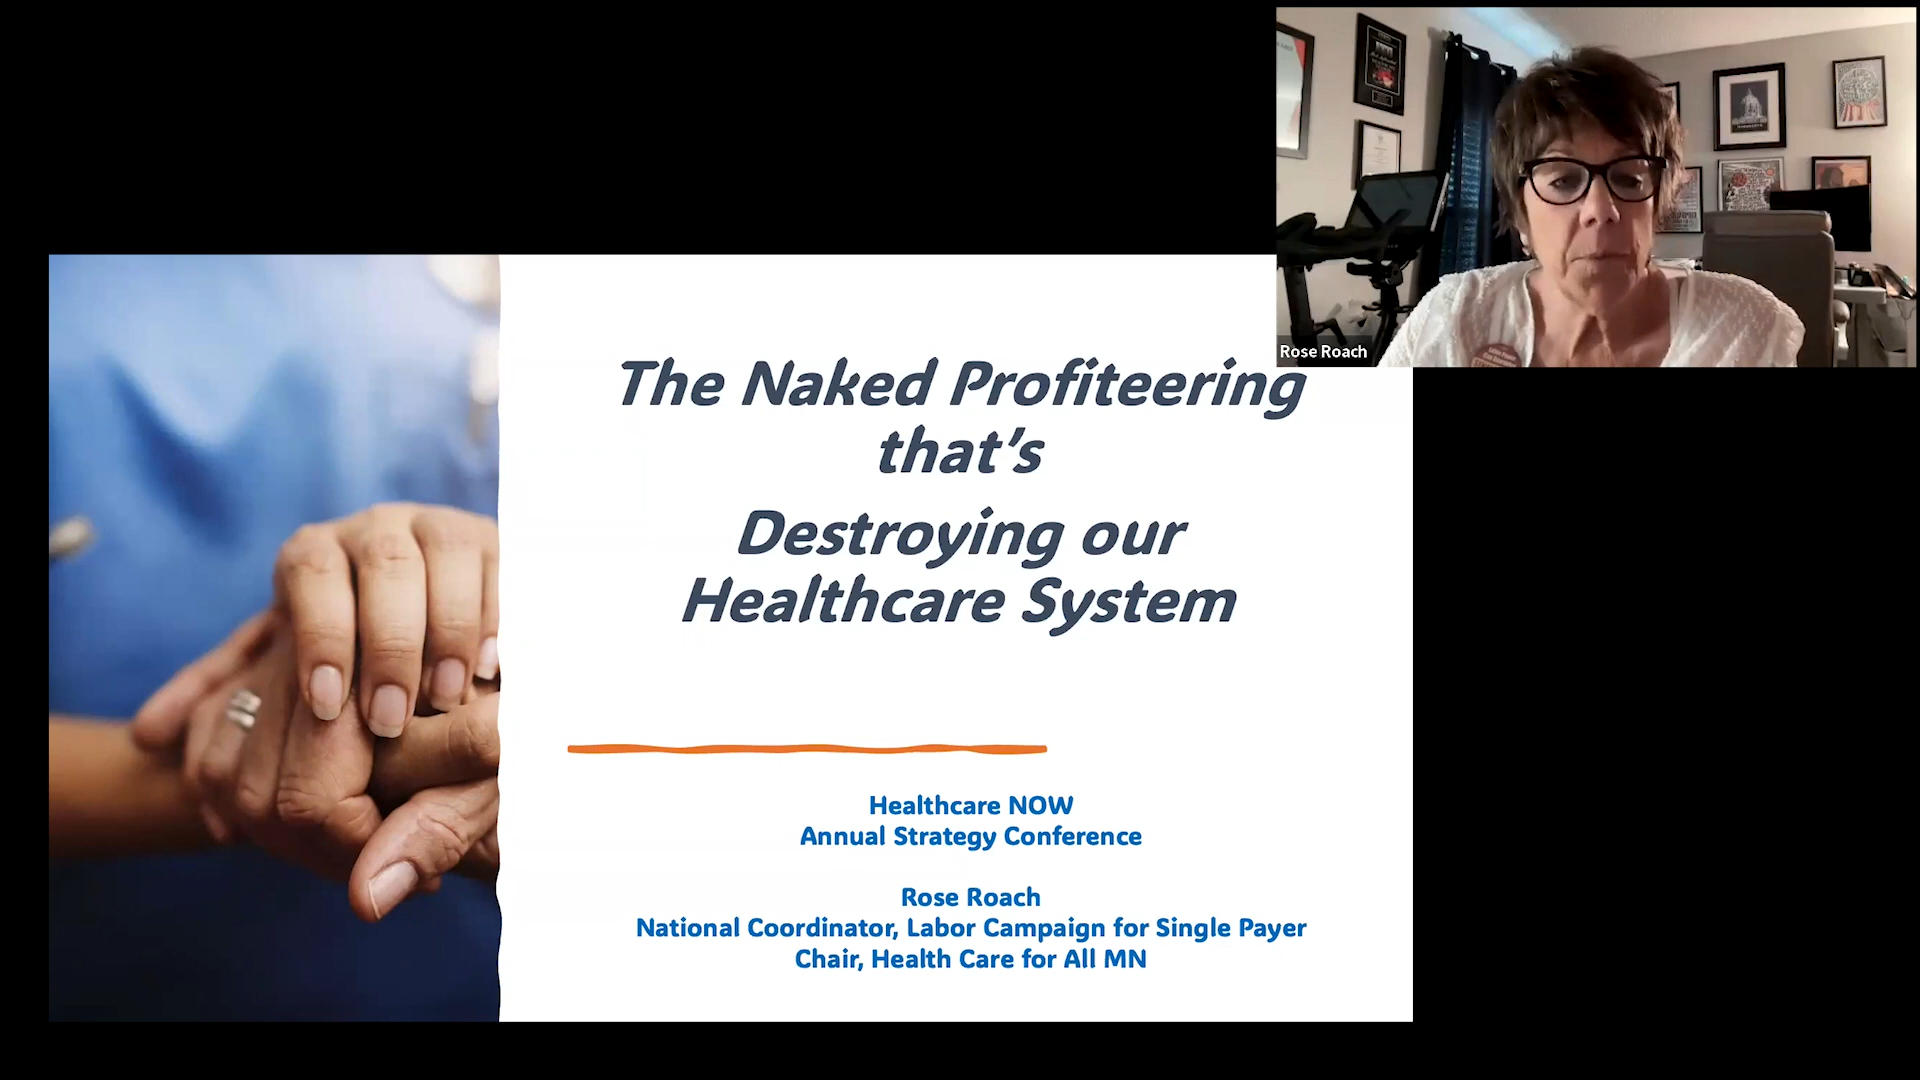 Rose Roach
The Naked Profiteering
that's
Destroying our
Healthcare System
Healthcare NOW
Annual Strategy Conference
Rose Roach
National Coordinator, Labor Campaign for Single Payer
Chair, Health Care for All MN